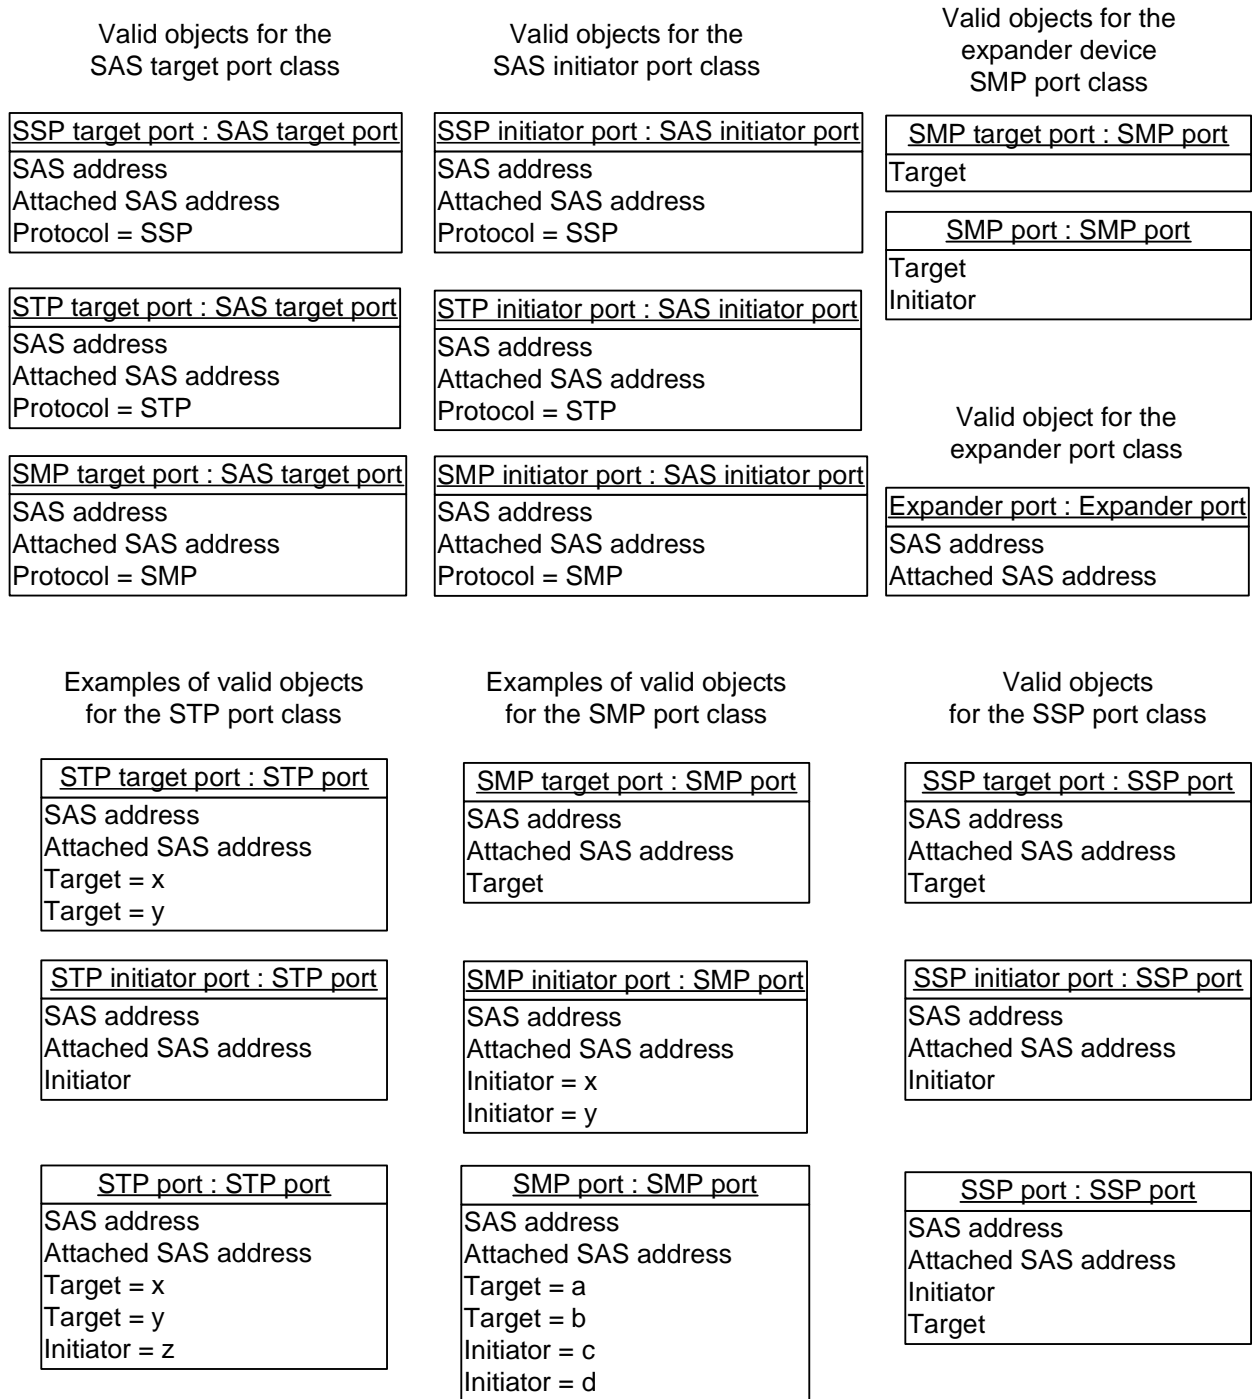 Valid objects for the
SAS target port class
SSP target port : SAS target port
SAS address
Attached SAS address
Protocol = SSP
STP target port : SAS target port
SAS address
Attached SAS address
Protocol = STP
SMP target port : SAS target port
SAS address
Attached SAS address
Protocol = SMP
Valid objects for the
SAS initiator port class
SSP initiator port : SAS initiator port
SAS address
Attached SAS address
Protocol = SSP
STP initiator port : SAS initiator port
SAS address
Attached SAS address
Protocol = STP
SMP initiator port : SAS initiator port
SAS address
Attached SAS address
Protocol = SMP
Valid objects for the
expander device
SMP port class
SMP target port : SMP port
Target
SMP port : SMP port
Target
Initiator
Valid object for the
expander port class
Expander port : Expander port
SAS address
Attached SAS address
Examples of valid objects
for the STP port class
STP target port : STP port
SAS address
Attached SAS address
Target = x
Target = y
STP initiator port : STP port
SAS address
Attached SAS address
Initiator
STP port : STP port
SAS address
Attached SAS address
Target = x
Target = y
Initiator = z
Examples of valid objects
for the SMP port class
SMP target port : SMP port
SAS address
Attached SAS address
Target
SMP initiator port : SMP port
SAS address
Attached SAS address
Initiator = x
Initiator = y
SMP port : SMP port
SAS address
Attached SAS address
Target = a
Target = b
Initiator = c
Initiator = d
Valid objects
for the SSP port class
SSP target port : SSP port
SAS address
Attached SAS address
Target
SSP initiator port : SSP port
SAS address
Attached SAS address
Initiator
SSP port : SSP port
SAS address
Attached SAS address
Initiator
Target